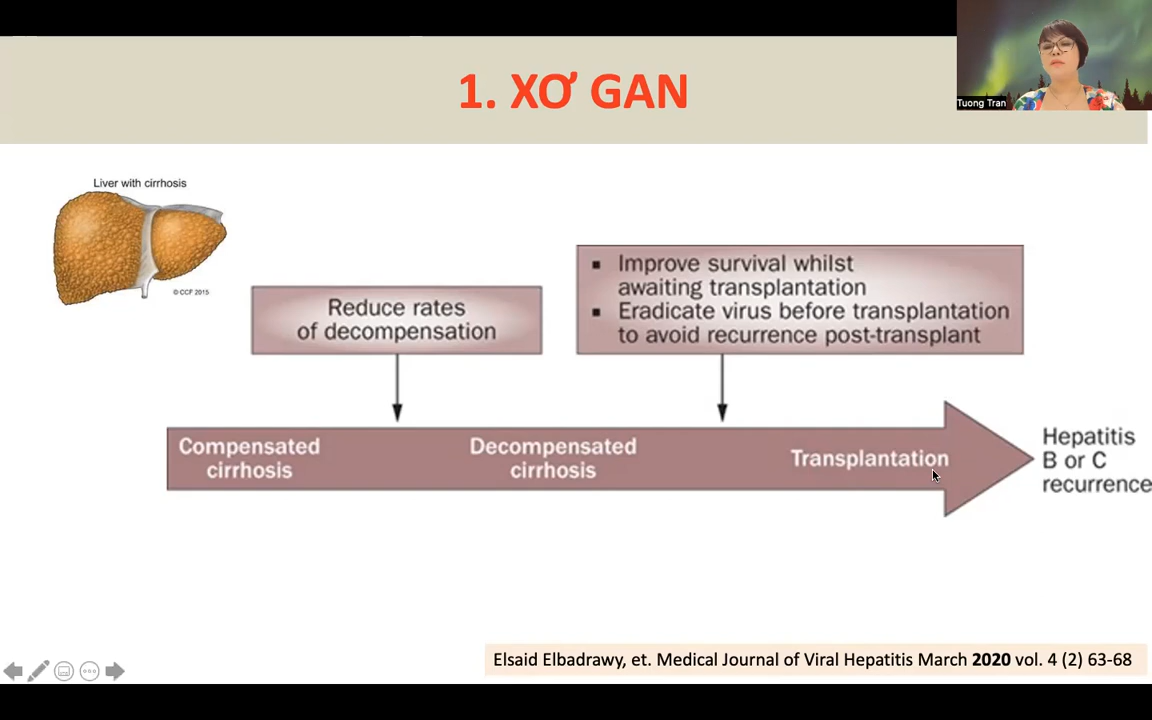 1. XƠ GAN
Tuong Tran
Liver with cirrhosis
© CCF 2015
Reduce rates
of decompensation
▪ Improve survival whilst
awaiting transplantation
▪ Eradicate virus before transplantation
to avoid recurrence post-transplant
Compensated
cirrhosis
Decompensated
cirrhosis
Transplantation
Hepatitis
B or C
recurrence
Elsaid Elbadrawy, et. Medical Journal of Viral Hepatitis March 2020 vol. 4 (2) 63-68